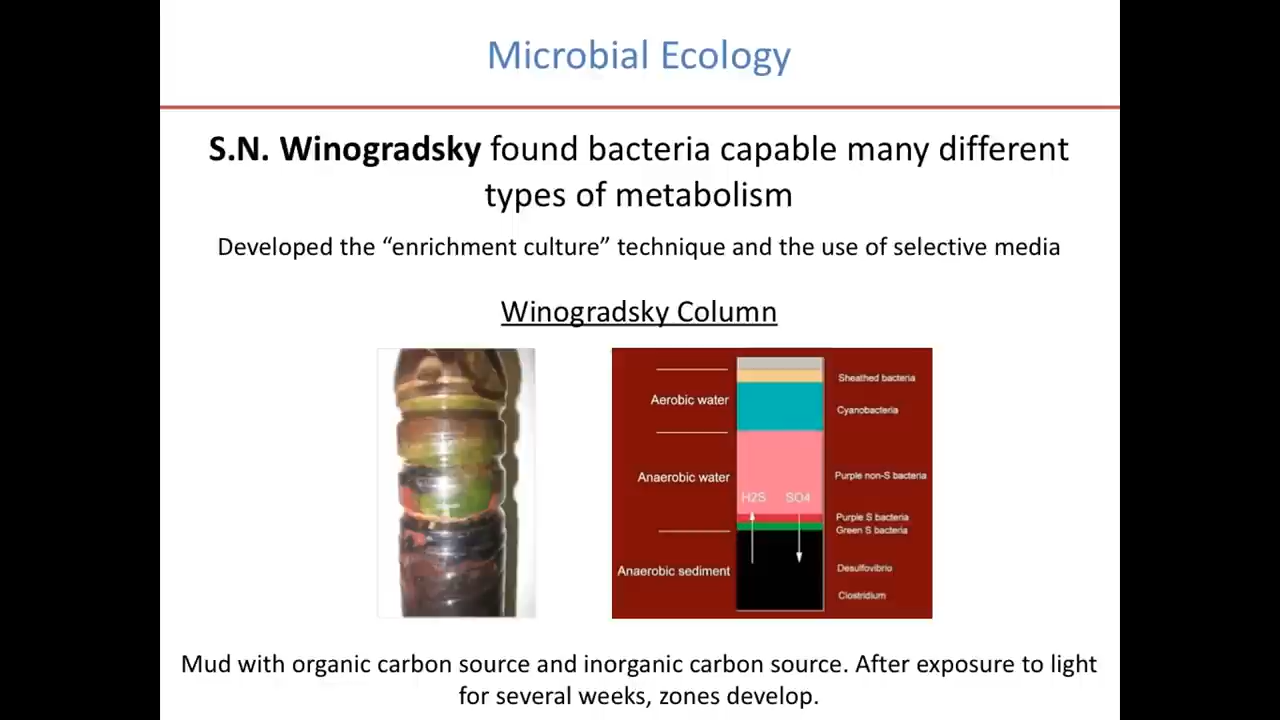 Microbial Ecology
S.N. Winogradsky found bacteria capable many different
types of metabolism
Developed the “enrichment culture” technique and the use of selective media
Winogradsky Column
Sheathed bacteria
Aerobic water
Cyanobacteria
Anaerobic water
Purple non-S bacteria
H2S SO4
Purple S bacteria
Green S bacteria
Anaerobic sediment
Desulfovibrio
Clostridium
Mud with organic carbon source and inorganic carbon source. After exposure to light
for several weeks, zones develop.